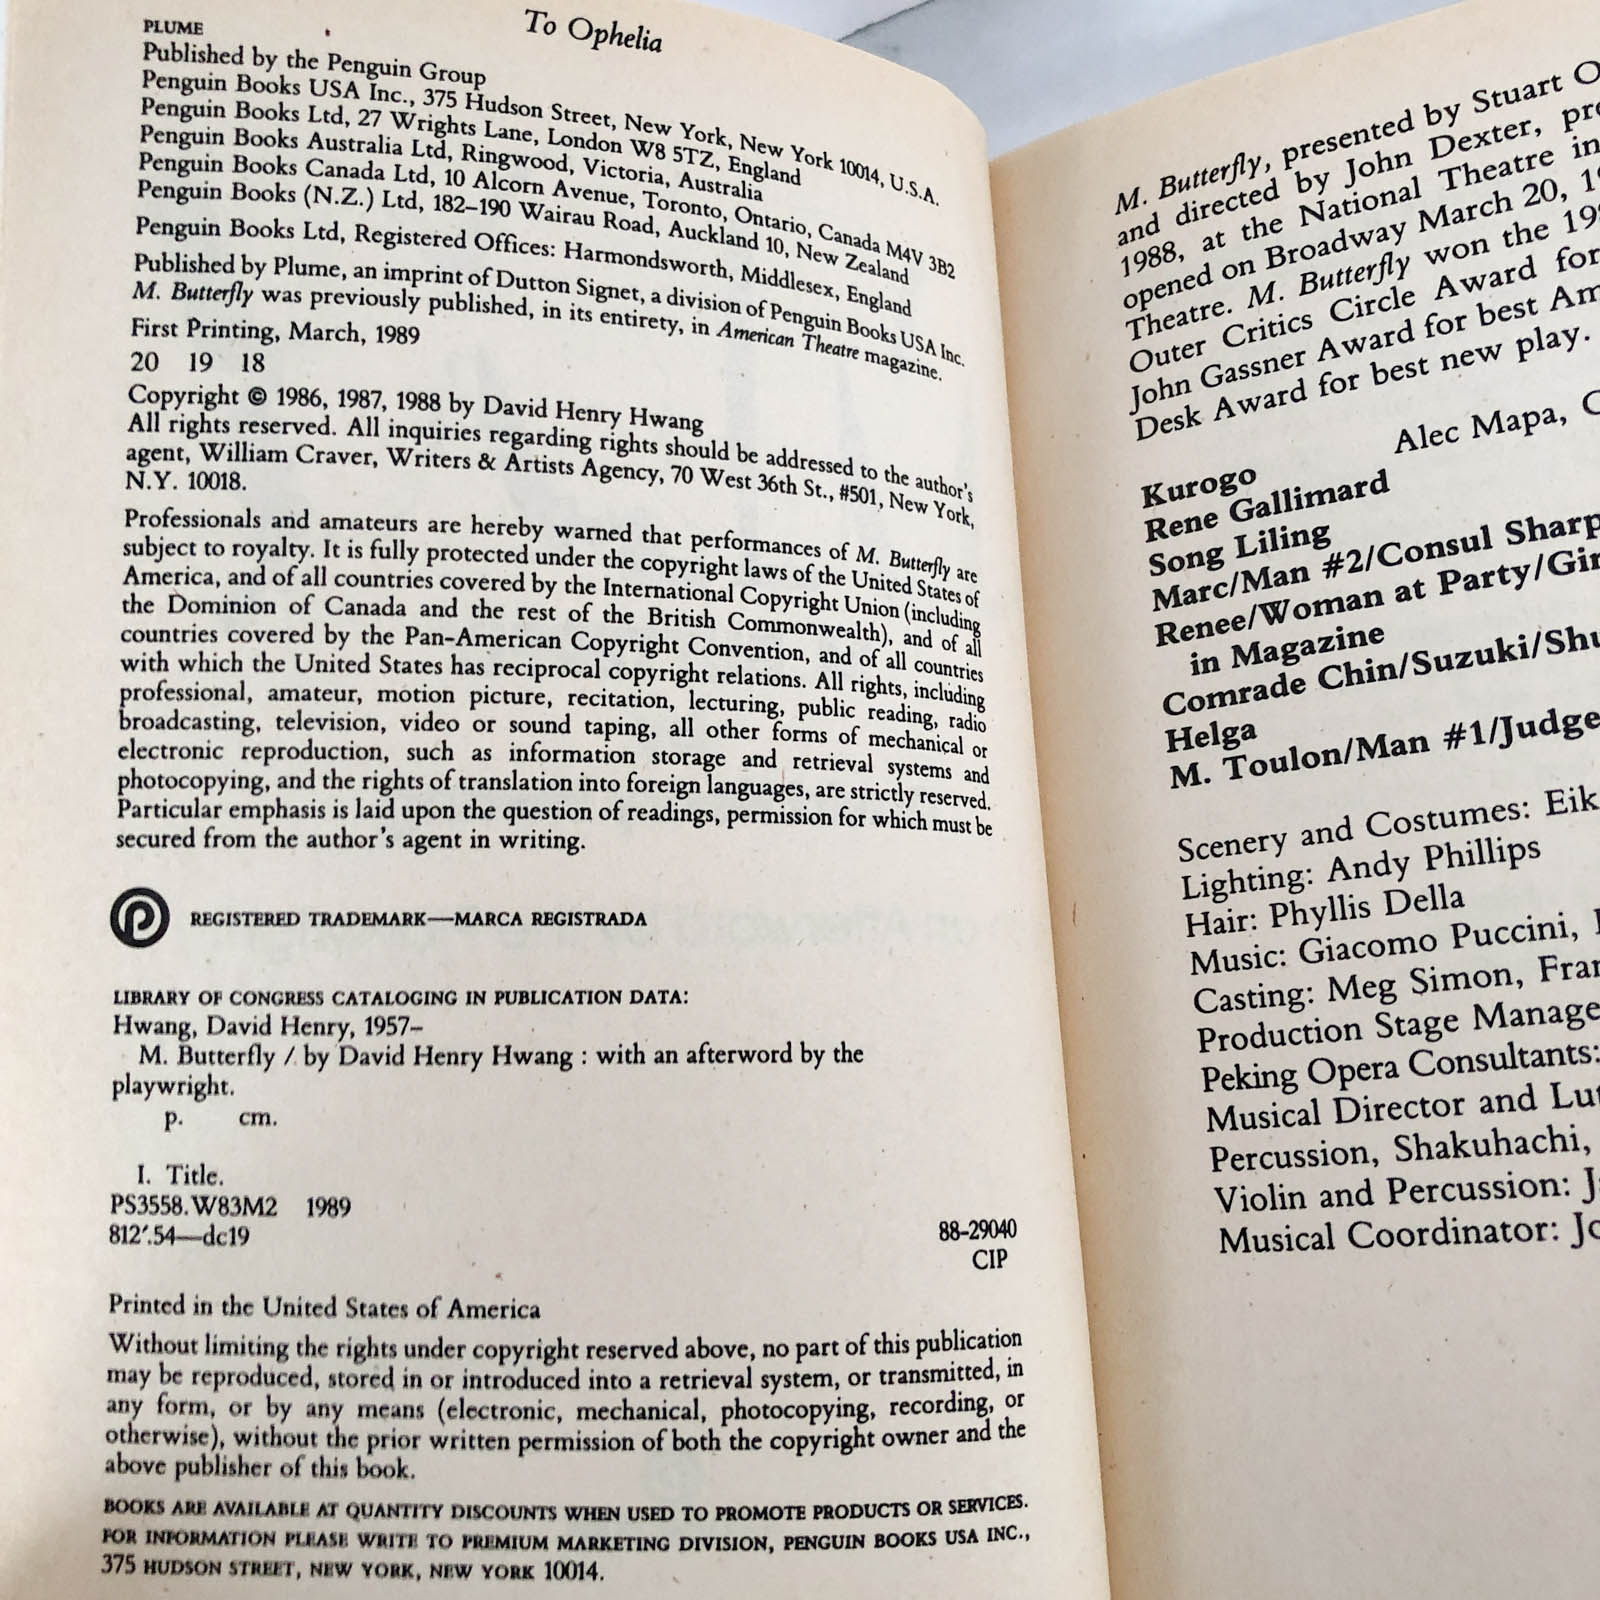 To Ophelia
PLUME
Published by the Penguin Group
Penguin Books USA Inc., 375 Hudson Street, New York, New York 10014, U.S.A.
Penguin Books Ltd, 27 Wrights Lane, London W8 5TZ, England
Penguin Books Australia Ltd, Ringwood, Victoria, Australia
Penguin Books Canada Ltd, 10 Alcorn Avenue, Toronto, Ontario, Canada M4V 3B2
Penguin Books (N.Z.) Ltd, 182–190 Wairau Road, Auckland 10, New Zealand
Penguin Books Ltd, Registered Offices: Harmondsworth, Middlesex, England
Published by Plume, an imprint of Dutton Signet, a division of Penguin Books USA Inc.
M. Butterfly was previously published, in its entirety, in American Theatre magazine.
First Printing, March, 1989
20 19 18
Copyright © 1986, 1987, 1988 by David Henry Hwang
All rights reserved. All inquiries regarding rights should be addressed to the author's
agent, William Craver, Writers & Artists Agency, 70 West 36th St., #501, New York,
N.Y. 10018.
Professionals and amateurs are hereby warned that performances of M. Butterfly are
subject to royalty. It is fully protected under the copyright laws of the United States of
America, and of all countries covered by the International Copyright Union (including
the Dominion of Canada and the rest of the British Commonwealth), and of all
countries covered by the Pan-American Copyright Convention, and of all countries
with which the United States has reciprocal copyright relations. All rights, including
professional, amateur, motion picture, recitation, lecturing, public reading, radio
broadcasting, television, video or sound taping, all other forms of mechanical or
electronic reproduction, such as information storage and retrieval systems and
photocopying, and the rights of translation into foreign languages, are strictly reserved.
Particular emphasis is laid upon the question of readings, permission for which must be
secured from the author's agent in writing.
REGISTERED TRADEMARK—MARCA REGISTRADA
LIBRARY OF CONGRESS CATALOGING IN PUBLICATION DATA:
Hwang, David Henry, 1957–
M. Butterfly / by David Henry Hwang : with an afterword by the
playwright.
p. cm.
I. Title.
PS3558.W83M2 1989
812'.54—dc19
88-29040
CIP
Printed in the United States of America
Without limiting the rights under copyright reserved above, no part of this publication
may be reproduced, stored in or introduced into a retrieval system, or transmitted, in
any form, or by any means (electronic, mechanical, photocopying, recording, or
otherwise), without the prior written permission of both the copyright owner and the
above publisher of this book.
BOOKS ARE AVAILABLE AT QUANTITY DISCOUNTS WHEN USED TO PROMOTE PRODUCTS OR SERVICES.
FOR INFORMATION PLEASE WRITE TO PREMIUM MARKETING DIVISION, PENGUIN BOOKS USA INC.,
375 HUDSON STREET, NEW YORK, NEW YORK 10014.
M. Butterfly, presented by Stuart O
and directed by John Dexter, pr
1988, at the National Theatre in
opened on Broadway March 20, 1
Theatre. M. Butterfly won the 19
Outer Critics Circle Award for
John Gassner Award for best Am
Desk Award for best new play.
Alec Mapa, C
Kurogo
Rene Gallimard
Song Liling
Marc/Man #2/Consul Sharp
Renee/Woman at Party/Gir
in Magazine
Comrade Chin/Suzuki/Shu
Helga
M. Toulon/Man #1/Judge
Scenery and Costumes: Eik
Lighting: Andy Phillips
Hair: Phyllis Della
Music: Giacomo Puccini,
Casting: Meg Simon, Fran
Production Stage Manage
Peking Opera Consultants:
Musical Director and Lut
Percussion, Shakuhachi,
Violin and Percussion: J
Musical Coordinator: Jo